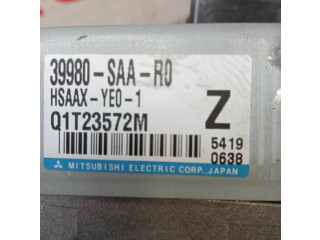 39980-SAA-R0
HSAAX-YE0-1
Q1T23572M
Z
5419
0638
MITSUBISHI ELECTRIC CORP., JAPAN